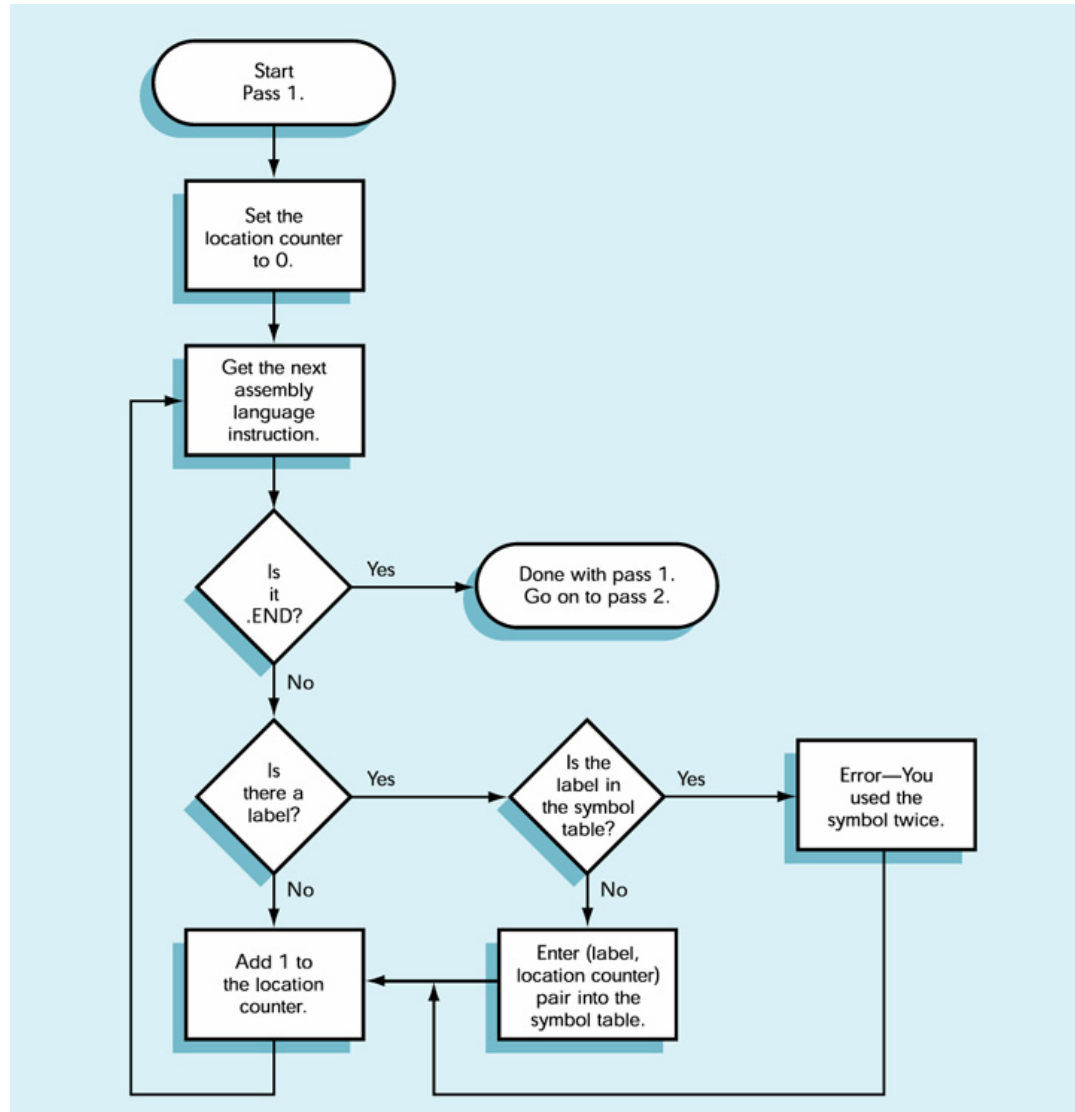 Start
Pass 1.
Set the
location counter
to 0.
Get the next
assembly
language
instruction.
Is
it
.END?
Yes
Done with pass 1.
Go on to pass 2.
No
Is
there a
label?
Yes
Is the
label in
the symbol
table?
Yes
Error—You
used the
symbol twice.
No
No
Add 1 to
the location
counter.
Enter (label,
location counter)
pair into the
symbol table.